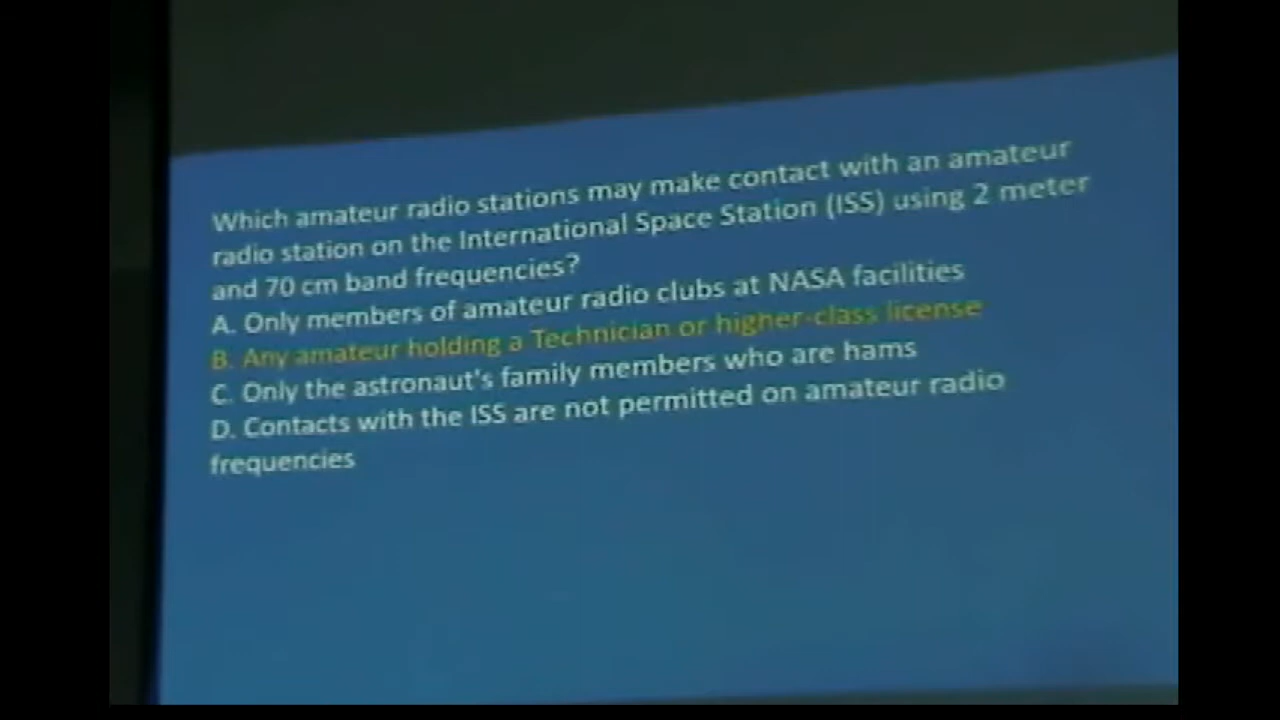 Which amateur radio stations may make contact with an amateur
radio station on the International Space Station (ISS) using 2 meter
and 70 cm band frequencies?
A. Only members of amateur radio clubs at NASA facilities
B. Any amateur holding a Technician or higher-class license
C. Only the astronaut's family members who are hams
D. Contacts with the ISS are not permitted on amateur radio
frequencies